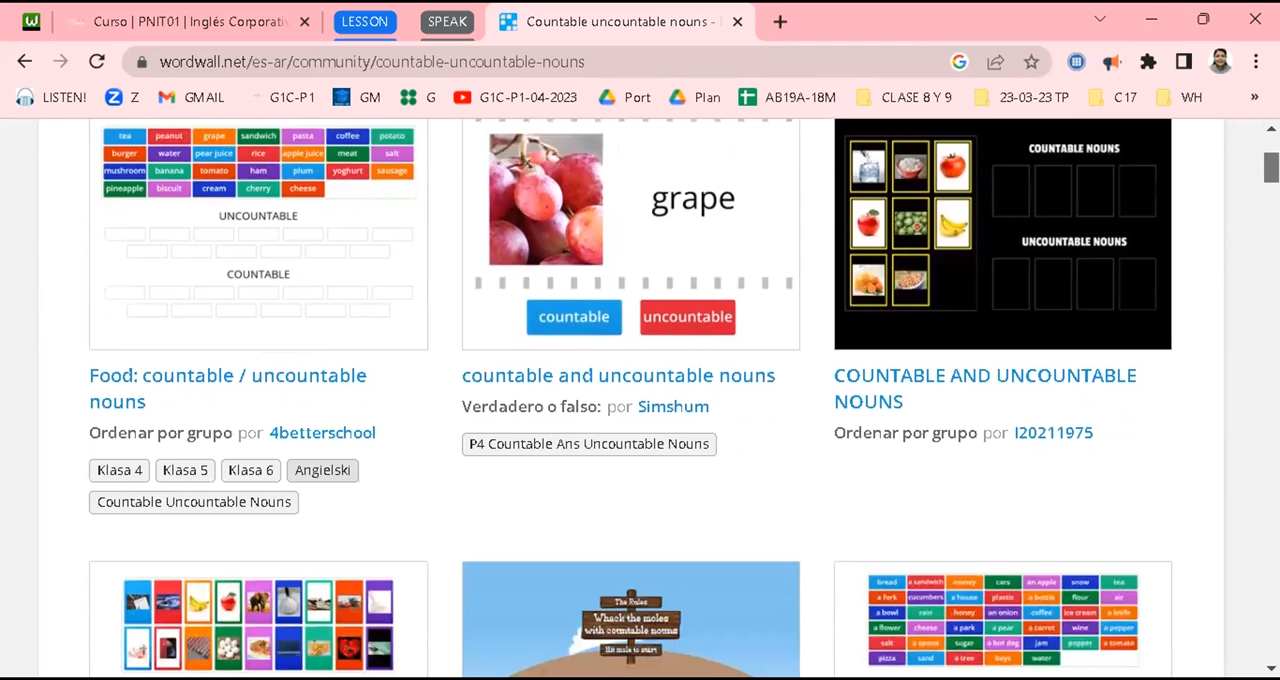 Curso | PNIT01 | Inglés Corporativ
LESSON
SPEAK
Countable uncountable nouns -
wordwall.net/es-ar/community/countable-uncountable-nouns
LISTEN!
Z
GMAIL
G1C-P1
GM
G
G1C-P1-04-2023
Port
Plan
AB19A-18M
CLASE 8 Y 9
23-03-23 TP
C17
WH
»
tea peanut grape sandwich pasta coffee potato
burger water pear juice rice apple juice meat salt
mushroom banana tomato ham plum yoghurt sausage
pineapple biscuit cream cherry cheese
UNCOUNTABLE
COUNTABLE
grape
countable
uncountable
COUNTABLE NOUNS
UNCOUNTABLE NOUNS
Food: countable / uncountable
nouns
Ordenar por grupo por 4betterschool
Klasa 4
Klasa 5
Klasa 6
Angielski
Countable Uncountable Nouns
countable and uncountable nouns
Verdadero o falso: por Simshum
P4 Countable Ans Uncountable Nouns
COUNTABLE AND UNCOUNTABLE
NOUNS
Ordenar por grupo por I20211975
The Rules
Whack the moles
with countable nouns
Hit mole to start
bread a sandwich money cars an apple snow tea
a fork cucumbers a house plastic a bottle flour air
a bowl rain honey an onion coffee ice cream a knife
a flower cheese a park a pear a carrot wine a pepper
salt a spoon sugar a hot dog jam pepper a tomato
pizza sand a tree boys water